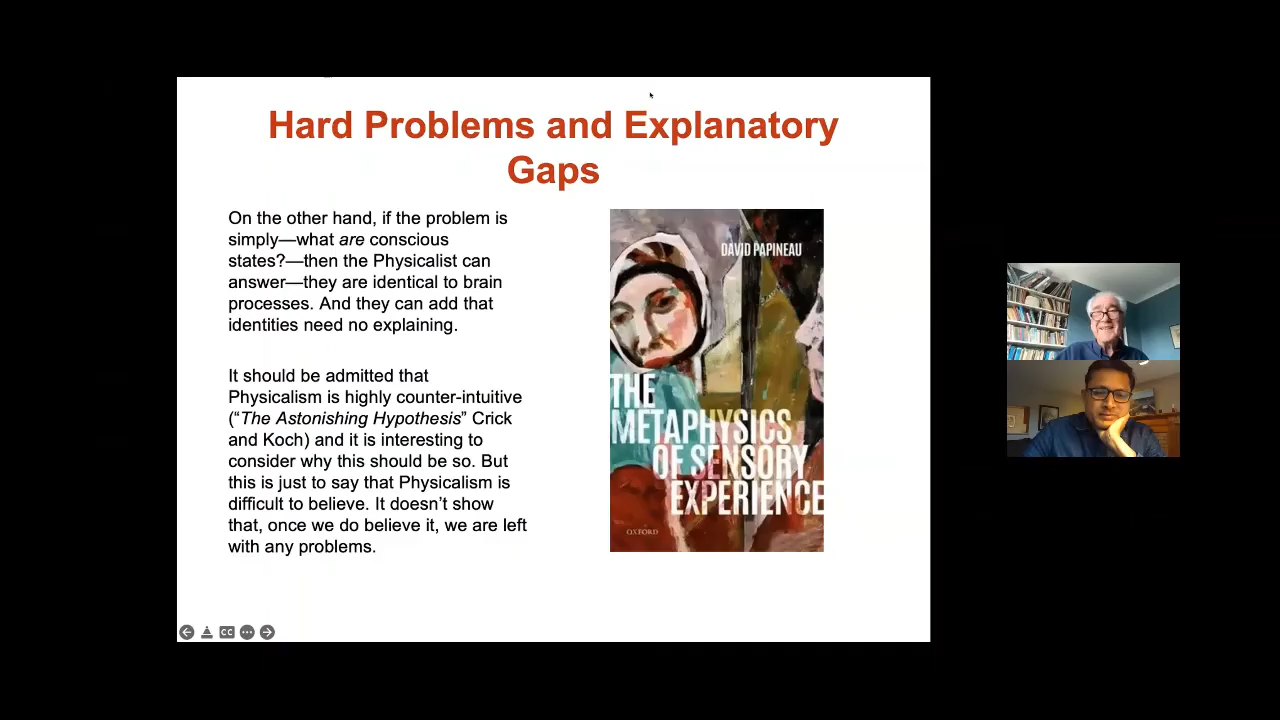 Hard Problems and Explanatory
Gaps
On the other hand, if the problem is
simply—what are conscious
states?—then the Physicalist can
answer—they are identical to brain
processes. And they can add that
identities need no explaining.
It should be admitted that
Physicalism is highly counter-intuitive
(“The Astonishing Hypothesis” Crick
and Koch) and it is interesting to
consider why this should be so. But
this is just to say that Physicalism is
difficult to believe. It doesn’t show
that, once we do believe it, we are left
with any problems.
DAVID PAPINEAU
THE
METAPHYSICS
OF SENSORY
EXPERIENCE
OXFORD
CC